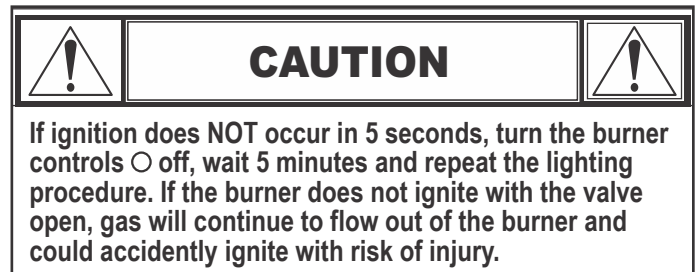 CAUTION
If ignition does NOT occur in 5 seconds, turn the burner
controls O off, wait 5 minutes and repeat the lighting
procedure. If the burner does not ignite with the valve
open, gas will continue to flow out of the burner and
could accidently ignite with risk of injury.